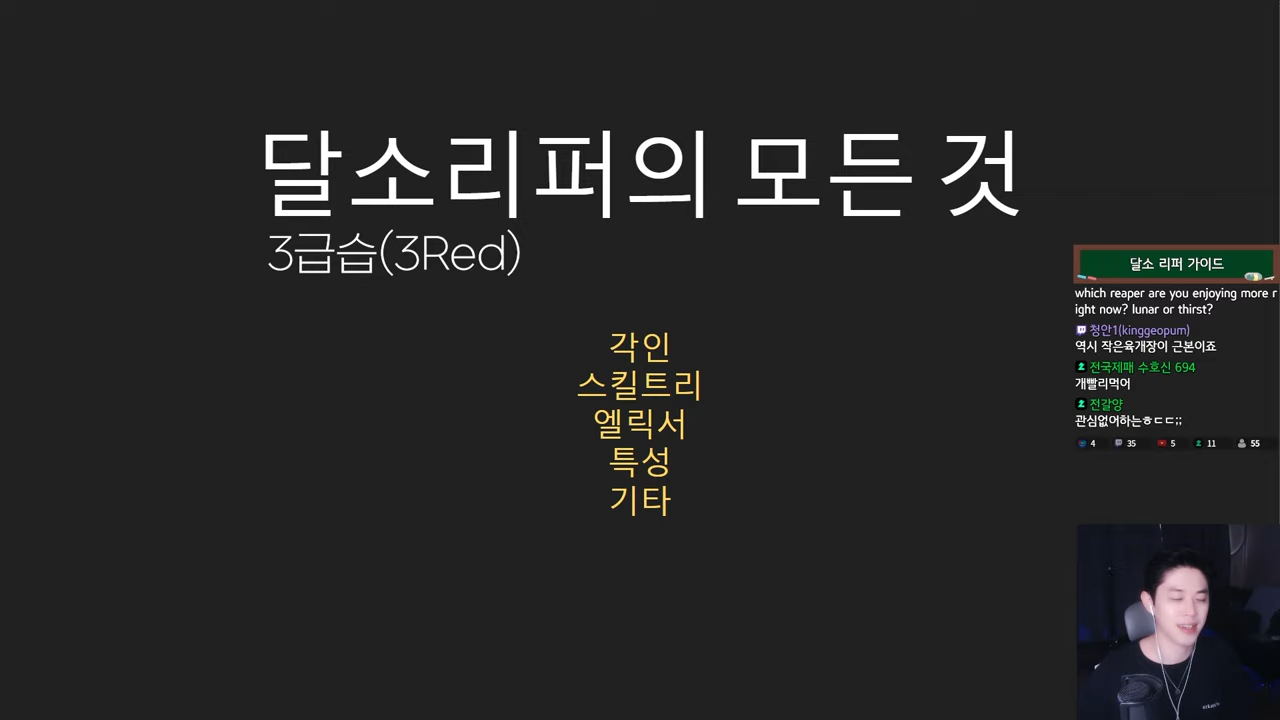 달소리퍼의 모든 것
3급습(3Red)
각인
스킬트리
엘릭서
특성
기타
달소 리퍼 가이드
which reaper are you enjoying more r
ight now? lunar or thirst?
청안1(kinggeopum)
역시 작은육개장이 근본이죠
전국제패 수호신 694
개빨리먹어
전갈양
관심없어하는ㅎㄷㄷ;;
4 35 5 11 55